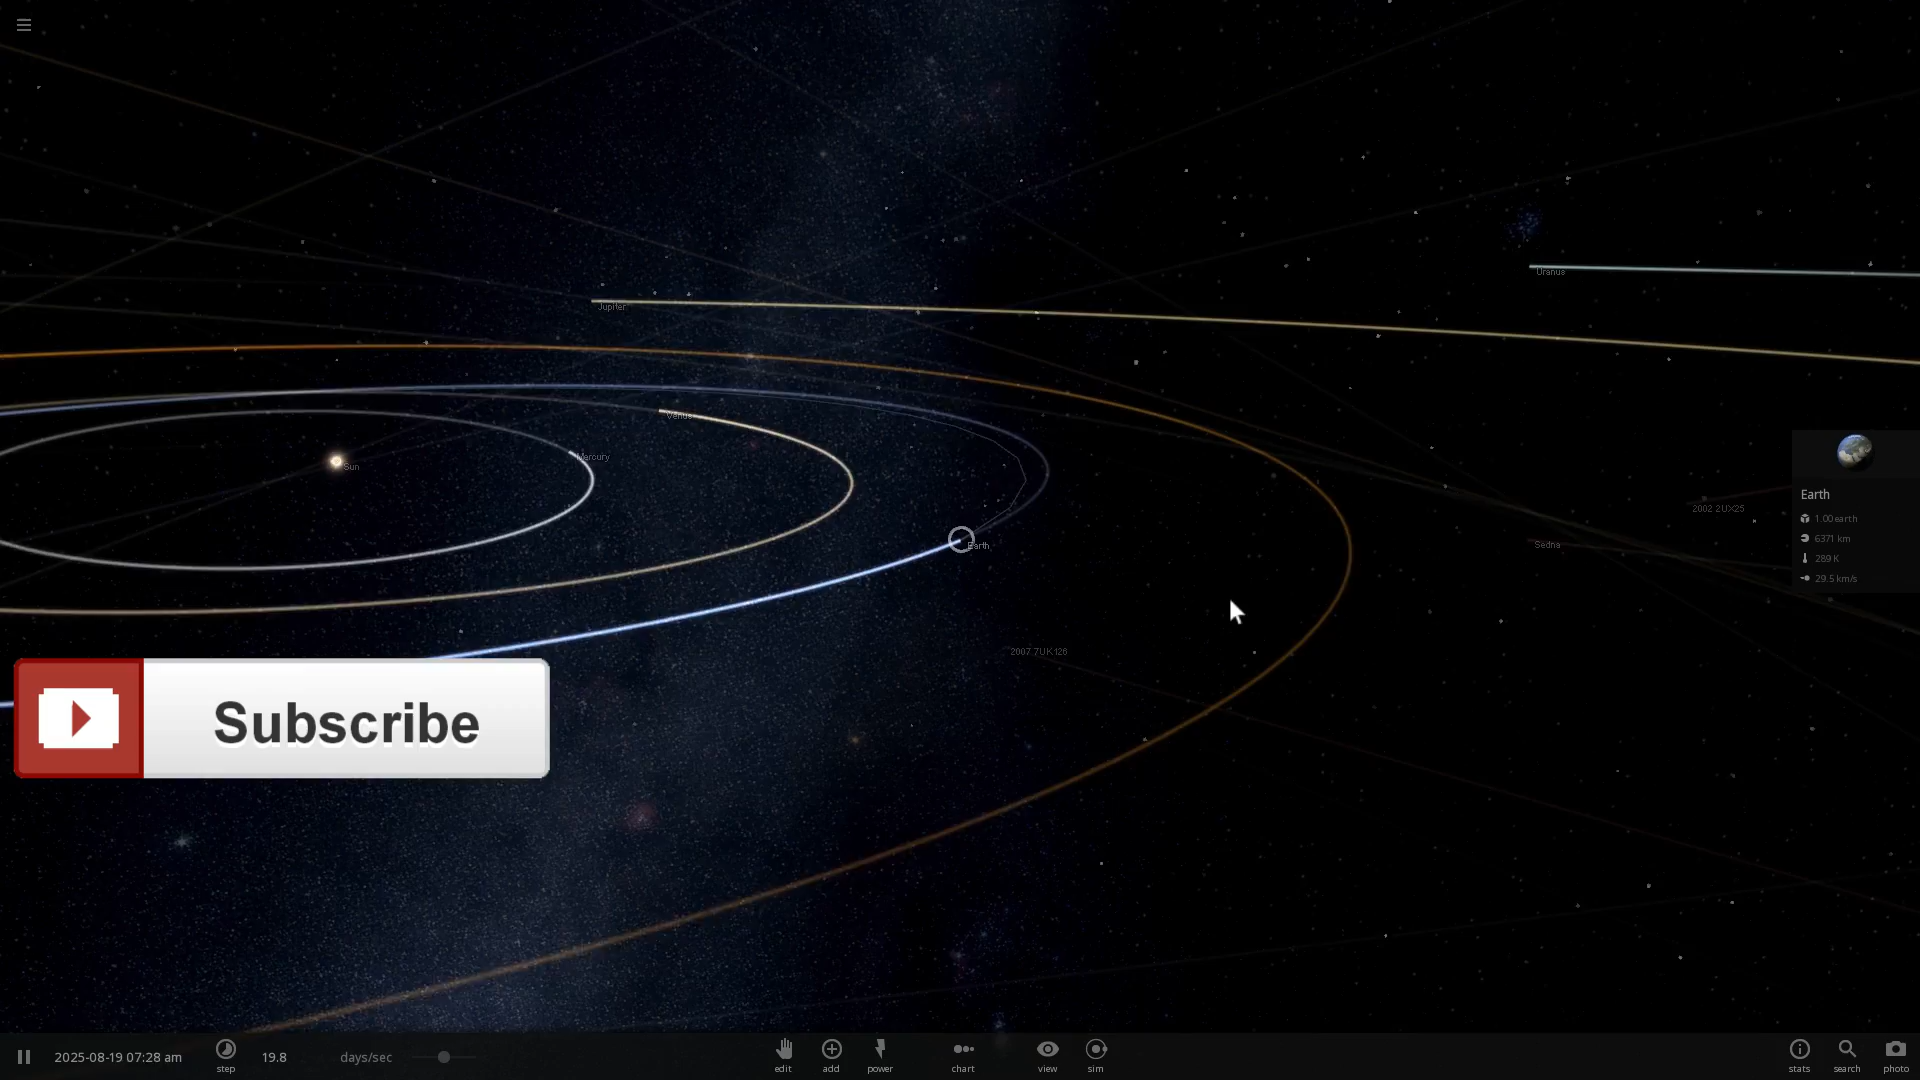 Uranus
Jupiter
Venus
Mercury
Sun
Earth
2002 2UX25
Sedna
Earth
1.00 earth
6371 km
289 K
29.5 km/s
2007 7UK126
Subscribe
2025-08-19 07:28 am
step
19.8
days/sec
edit
add
power
chart
view
sim
stats
search
photo